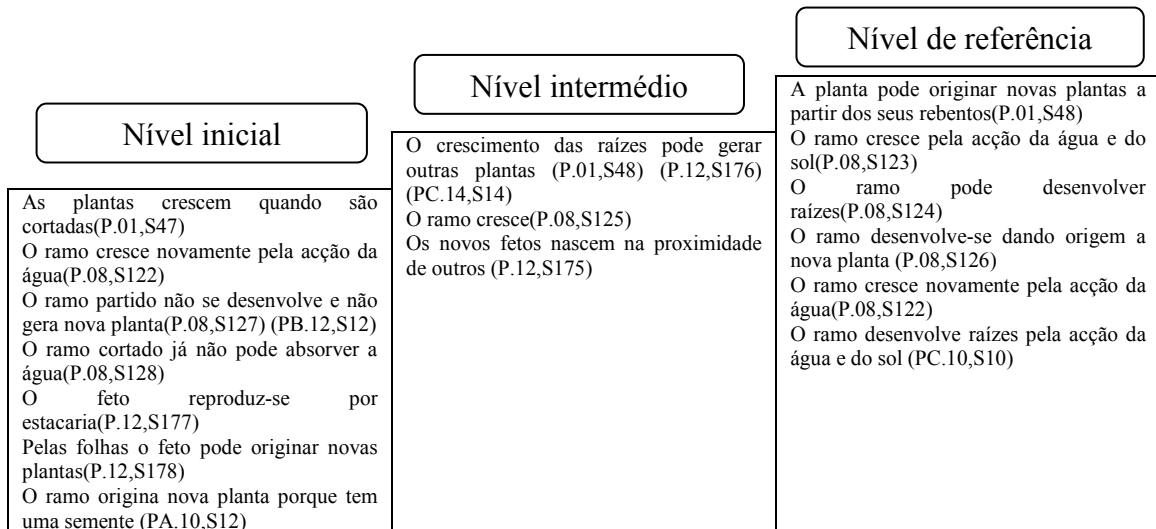 Nível inicial
As plantas crescem quando são
cortadas(P.01,S47)
O ramo cresce novamente pela acção da
água(P.08,S122)
O ramo partido não se desenvolve e não
gera nova planta(P.08,S127) (PB.12,S12)
O ramo cortado já não pode absorver a
água(P.08,S128)
O feto reproduz-se por
estacaria(P.12,S177)
Pelas folhas o feto pode originar novas
plantas(P.12,S178)
O ramo origina nova planta porque tem
uma semente (PA.10,S12)
Nível intermédio
O crescimento das raízes pode gerar
outras plantas (P.01,S48) (P.12,S176)
(PC.14,S14)
O ramo cresce(P.08,S125)
Os novos fetos nascem na proximidade
de outros (P.12,S175)
Nível de referência
A planta pode originar novas plantas a
partir dos seus rebentos(P.01,S48)
O ramo cresce pela acção da água e do
sol(P.08,S123)
O ramo pode desenvolver
raízes(P.08,S124)
O ramo desenvolve-se dando origem a
nova planta (P.08,S126)
O ramo cresce novamente pela acção da
água(P.08,S122)
O ramo desenvolve raízes pela acção da
água e do sol (PC.10,S10)